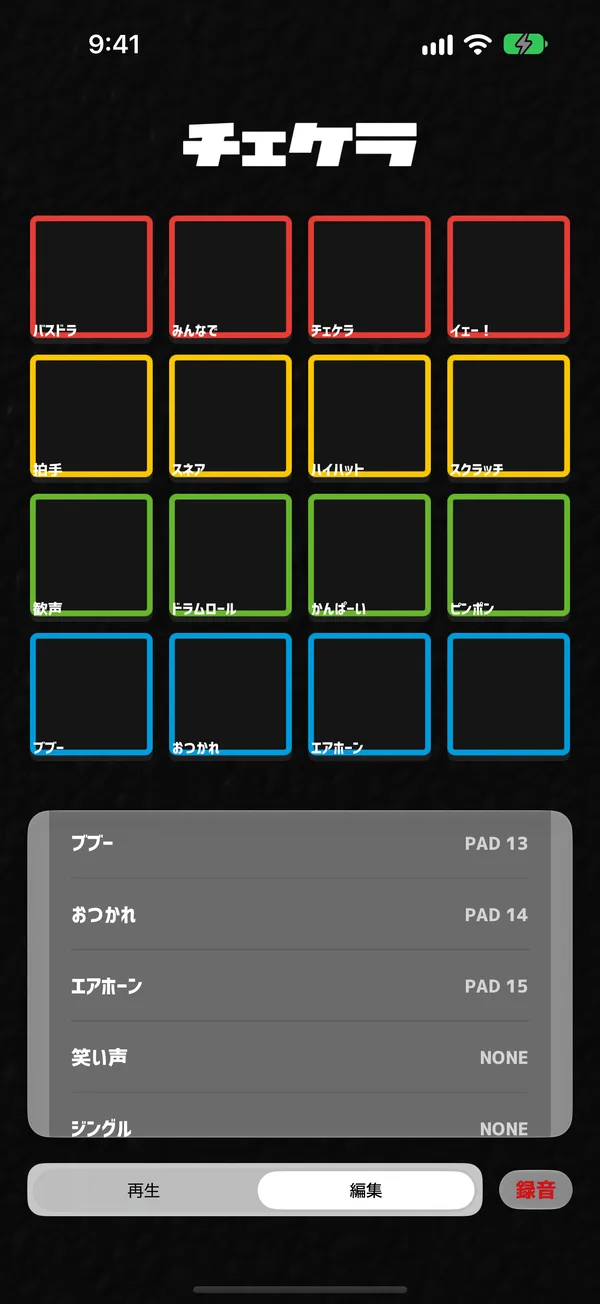 9:41
チェケラ
バスドラ みんなで チェケラ イェー！
拍手 スネア ハイハット スクラッチ
歓声 ドラムロール かんぱーい ピンポン
ブブー おつかれ エアホーン
ブブー PAD 13
おつかれ PAD 14
エアホーン PAD 15
笑い声 NONE
ジングル NONE
再生 編集 録音